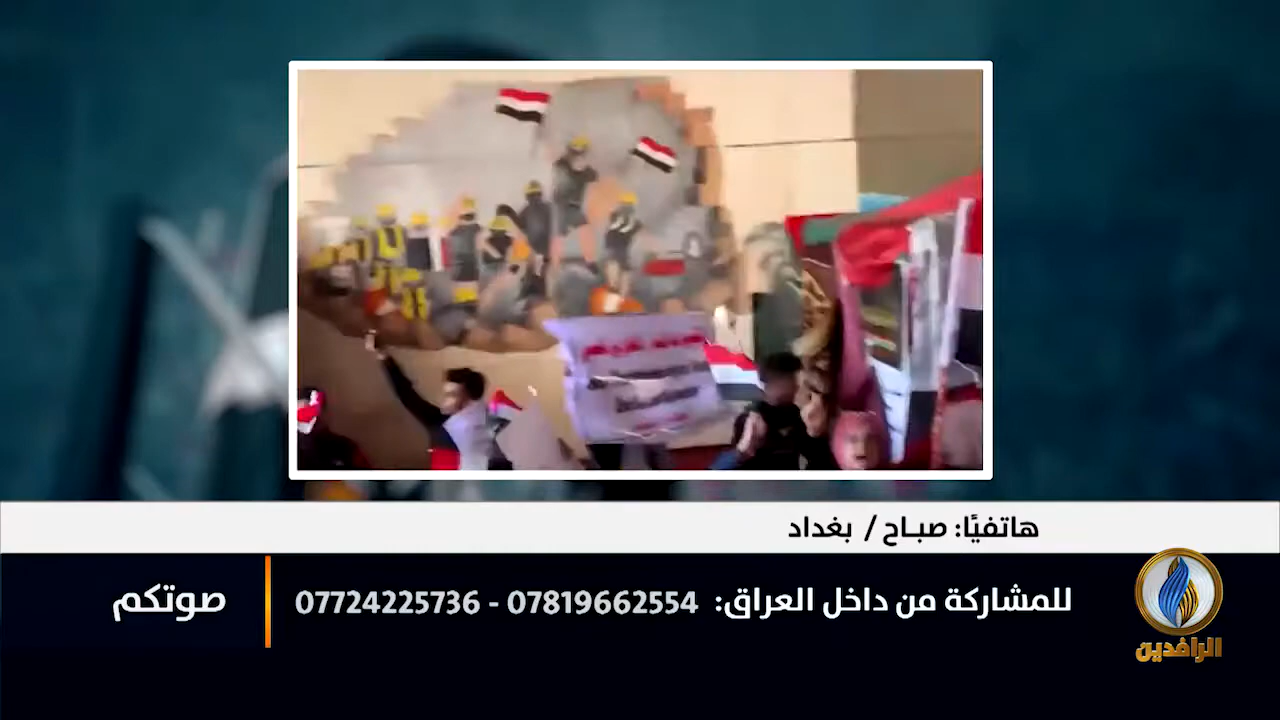 هاتفيًا: صباح / بغداد
للمشاركة من داخل العراق: 07819662554 - 07724225736
صوتكم
الرافدين